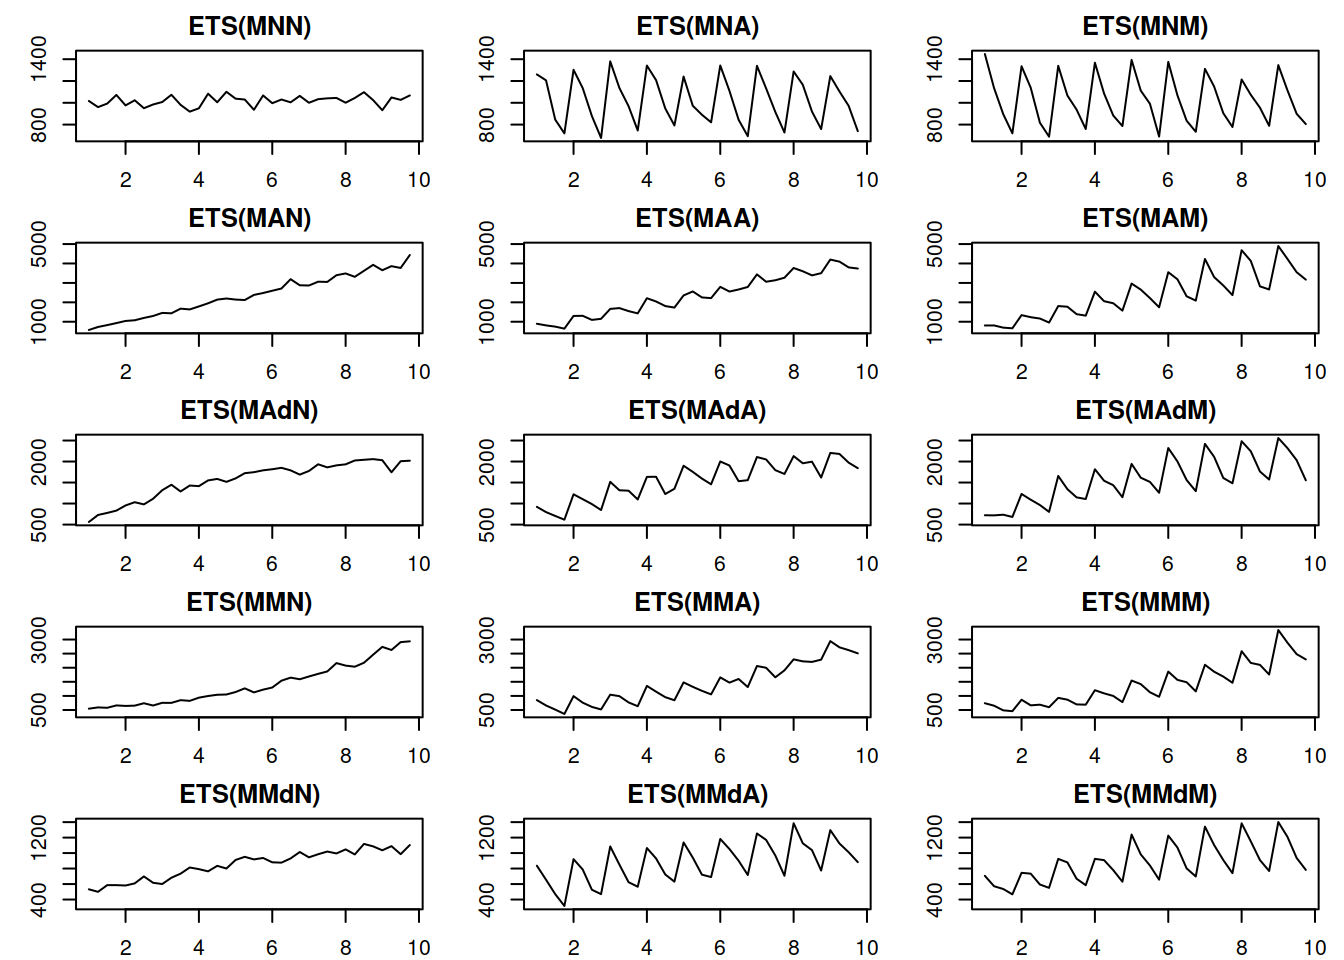 ETS(MNN) ETS(MNA) ETS(MNM)
1400 1400 1400
800 800 800
2 4 6 8 10 2 4 6 8 10 2 4 6 8 10
ETS(MAN) ETS(MAA) ETS(MAM)
5000 5000 5000
1000 1000 1000
2 4 6 8 10 2 4 6 8 10 2 4 6 8 10
ETS(MAdN) ETS(MAdA) ETS(MAdM)
2000 2000 2000
500 500 500
2 4 6 8 10 2 4 6 8 10 2 4 6 8 10
ETS(MMN) ETS(MMA) ETS(MMM)
3000 3000 3000
500 500 500
2 4 6 8 10 2 4 6 8 10 2 4 6 8 10
ETS(MMdN) ETS(MMdA) ETS(MMdM)
1200 1200 1200
400 400 400
2 4 6 8 10 2 4 6 8 10 2 4 6 8 10